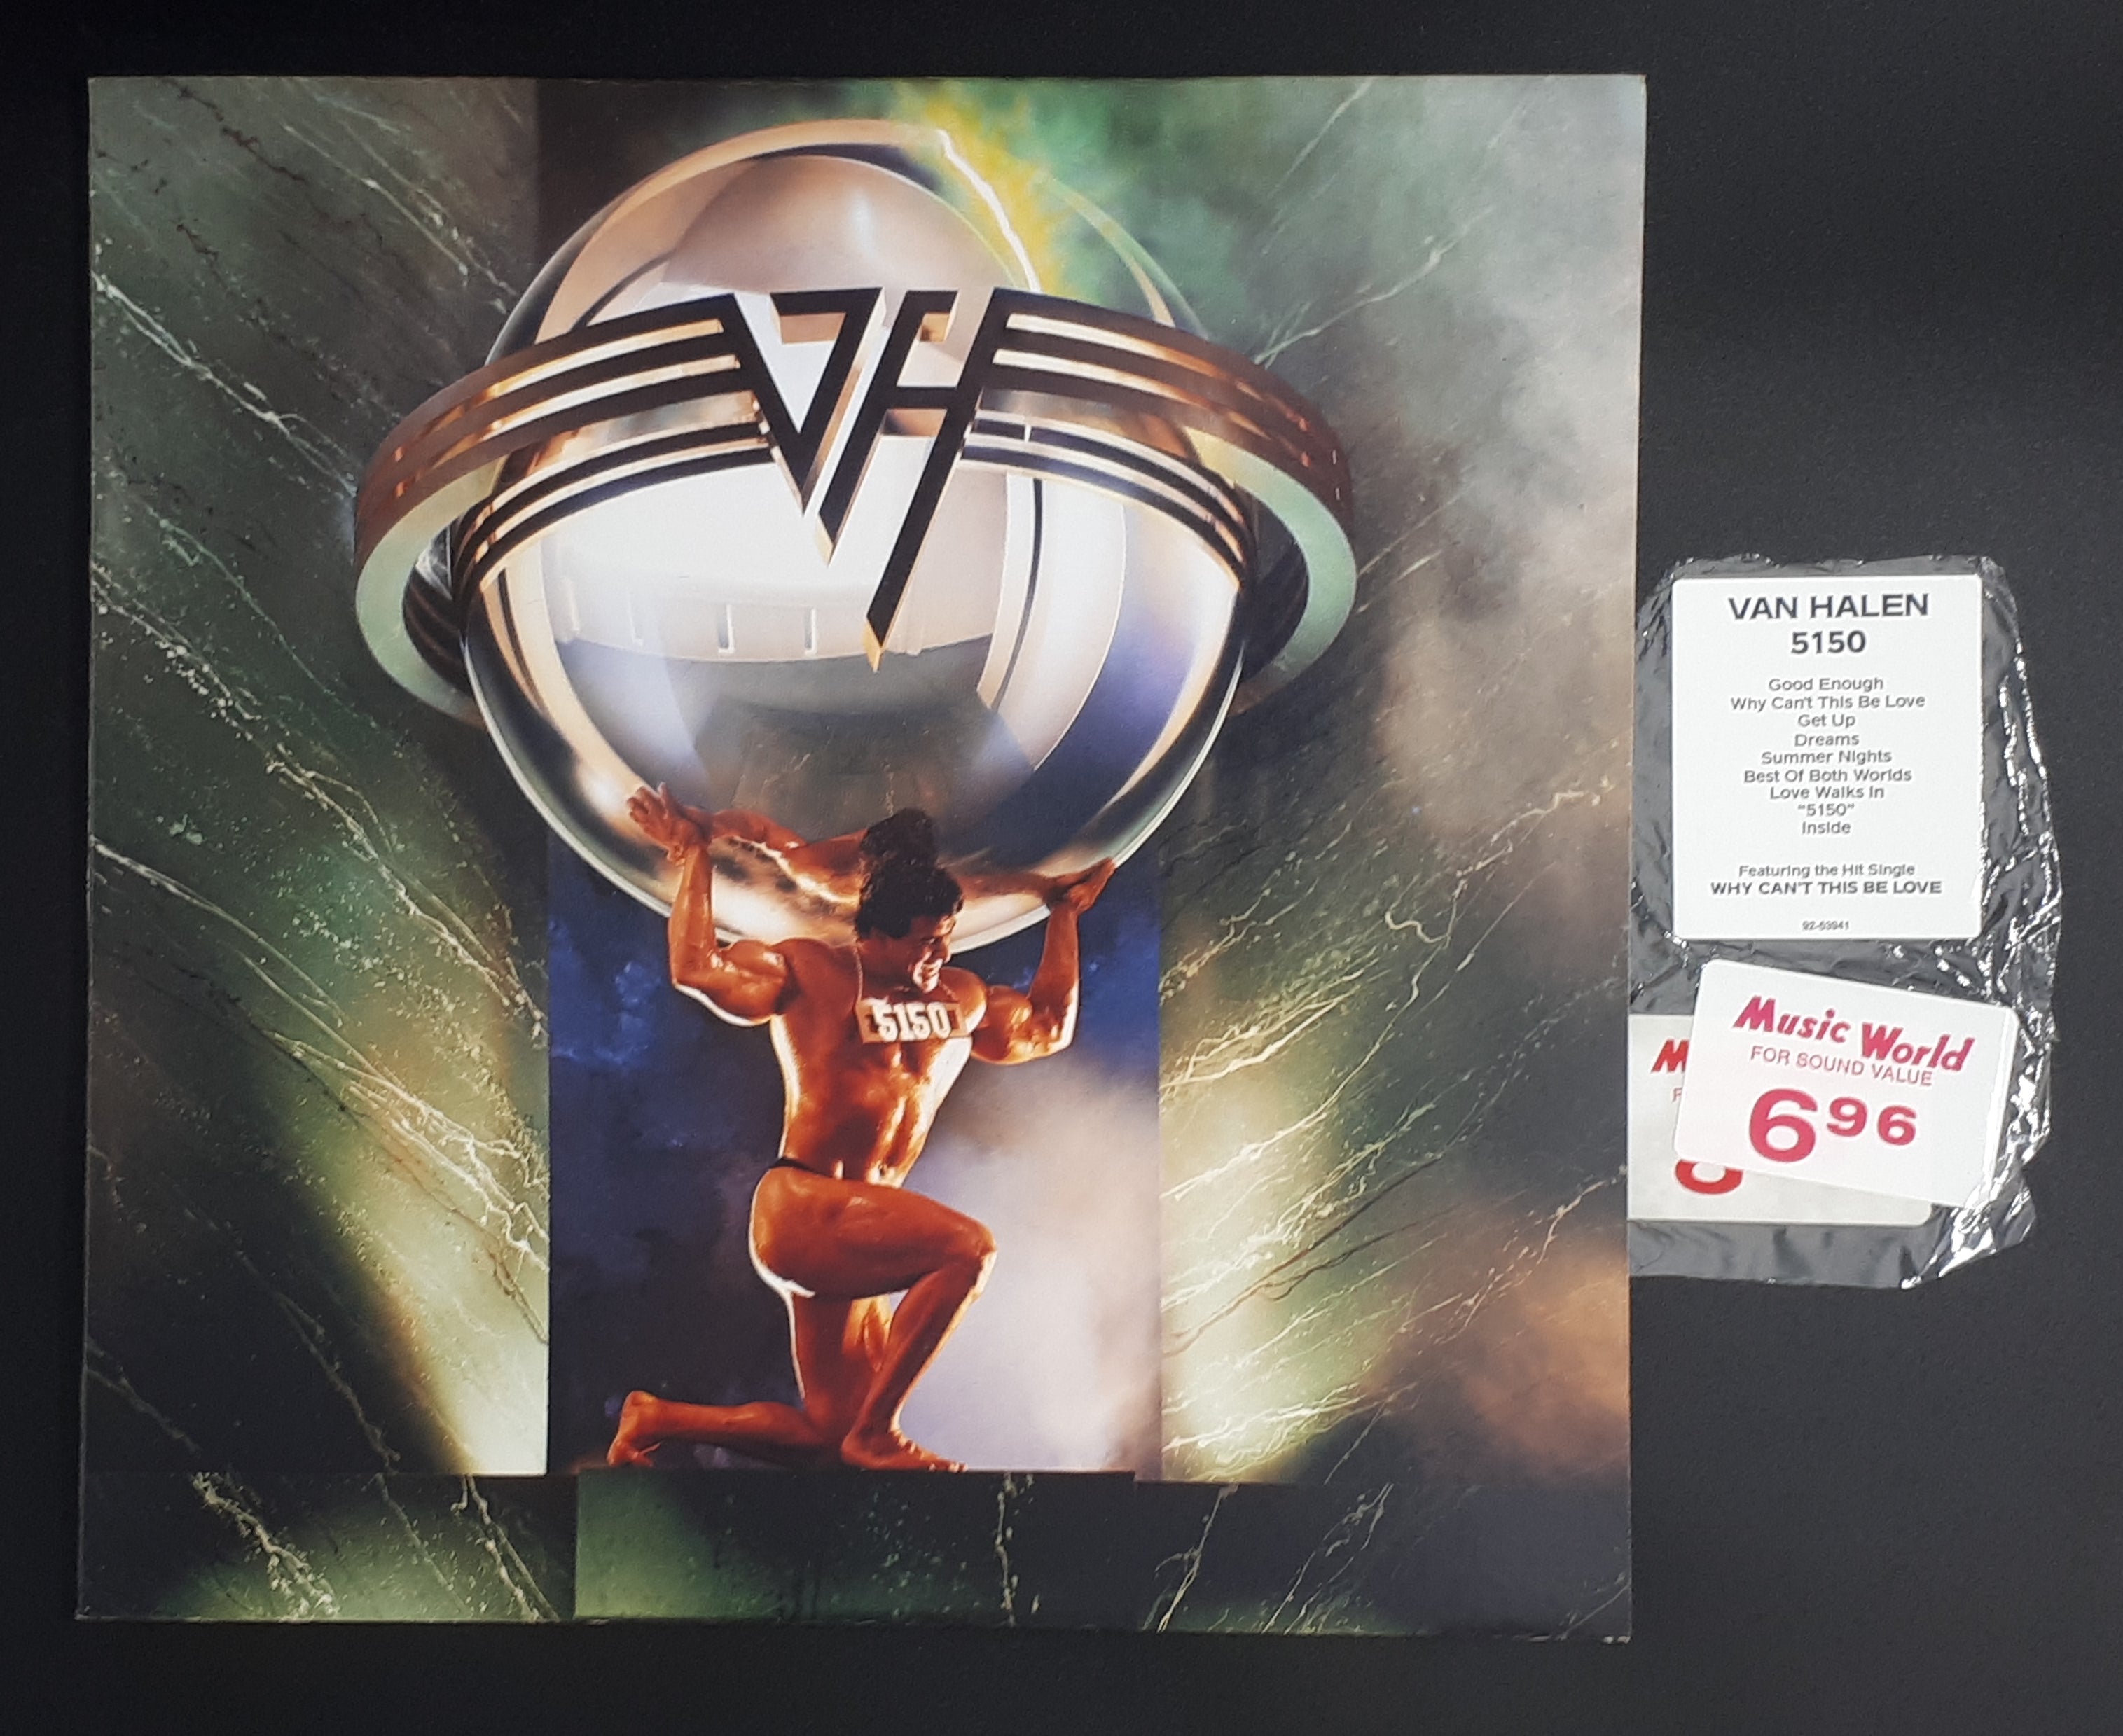 VH
5150
VAN HALEN
5150
Good Enough
Why Can't This Be Love
Get Up
Dreams
Summer Nights
Best Of Both Worlds
Love Walks In
"5150"
Inside
Featuring the Hit Single
WHY CAN'T THIS BE LOVE
92-53941
Music World
FOR SOUND VALUE
6 96
M
F